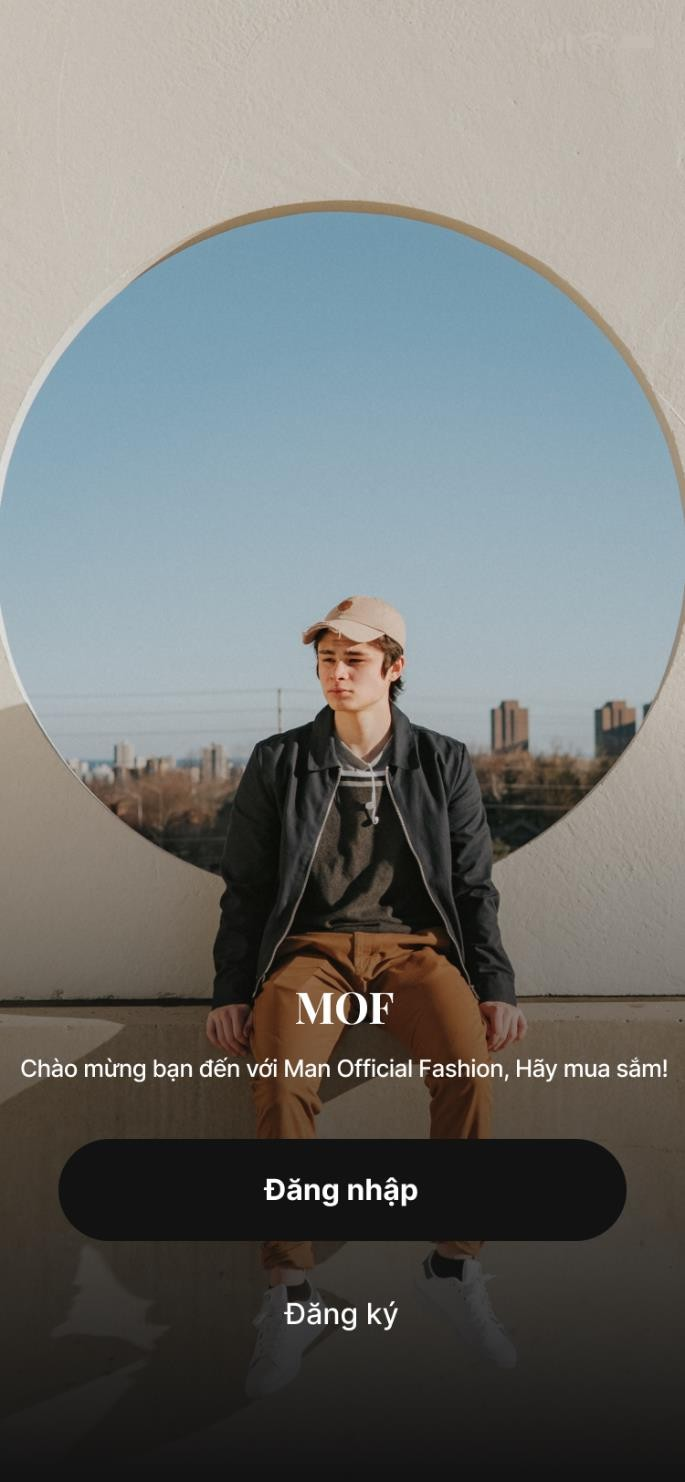 MOF
Chào mừng bạn đến với Man Official Fashion, Hãy mua sắm!
Đăng nhập
Đăng ký